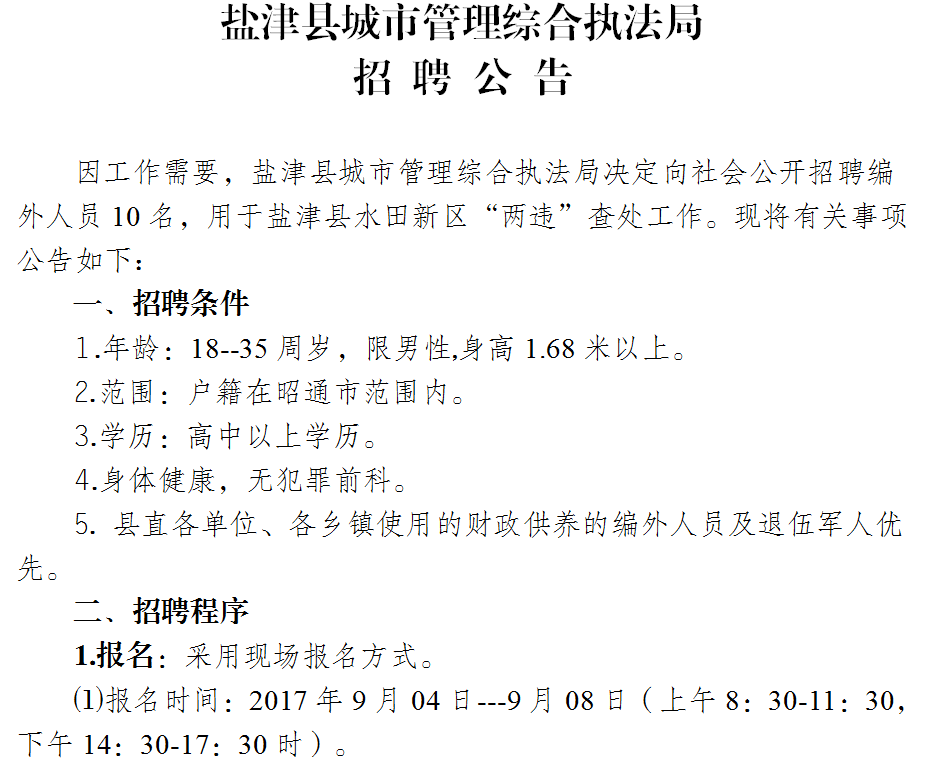 盐津县城市管理综合执法局
招 聘 公 告
因工作需要，盐津县城市管理综合执法局决定向社会公开招聘编
外人员 10 名，用于盐津县水田新区“两违”查处工作。现将有关事项
公告如下：
一、招聘条件
1.年龄：18--35 周岁，限男性,身高 1.68 米以上。
2.范围：户籍在昭通市范围内。
3.学历：高中以上学历。
4.身体健康，无犯罪前科。
5. 县直各单位、各乡镇使用的财政供养的编外人员及退伍军人优
先。
二、招聘程序
1.报名：采用现场报名方式。
⑴报名时间：2017 年 9 月 04 日---9 月 08 日（上午 8：30-11：30，
下午 14：30-17：30 时）。